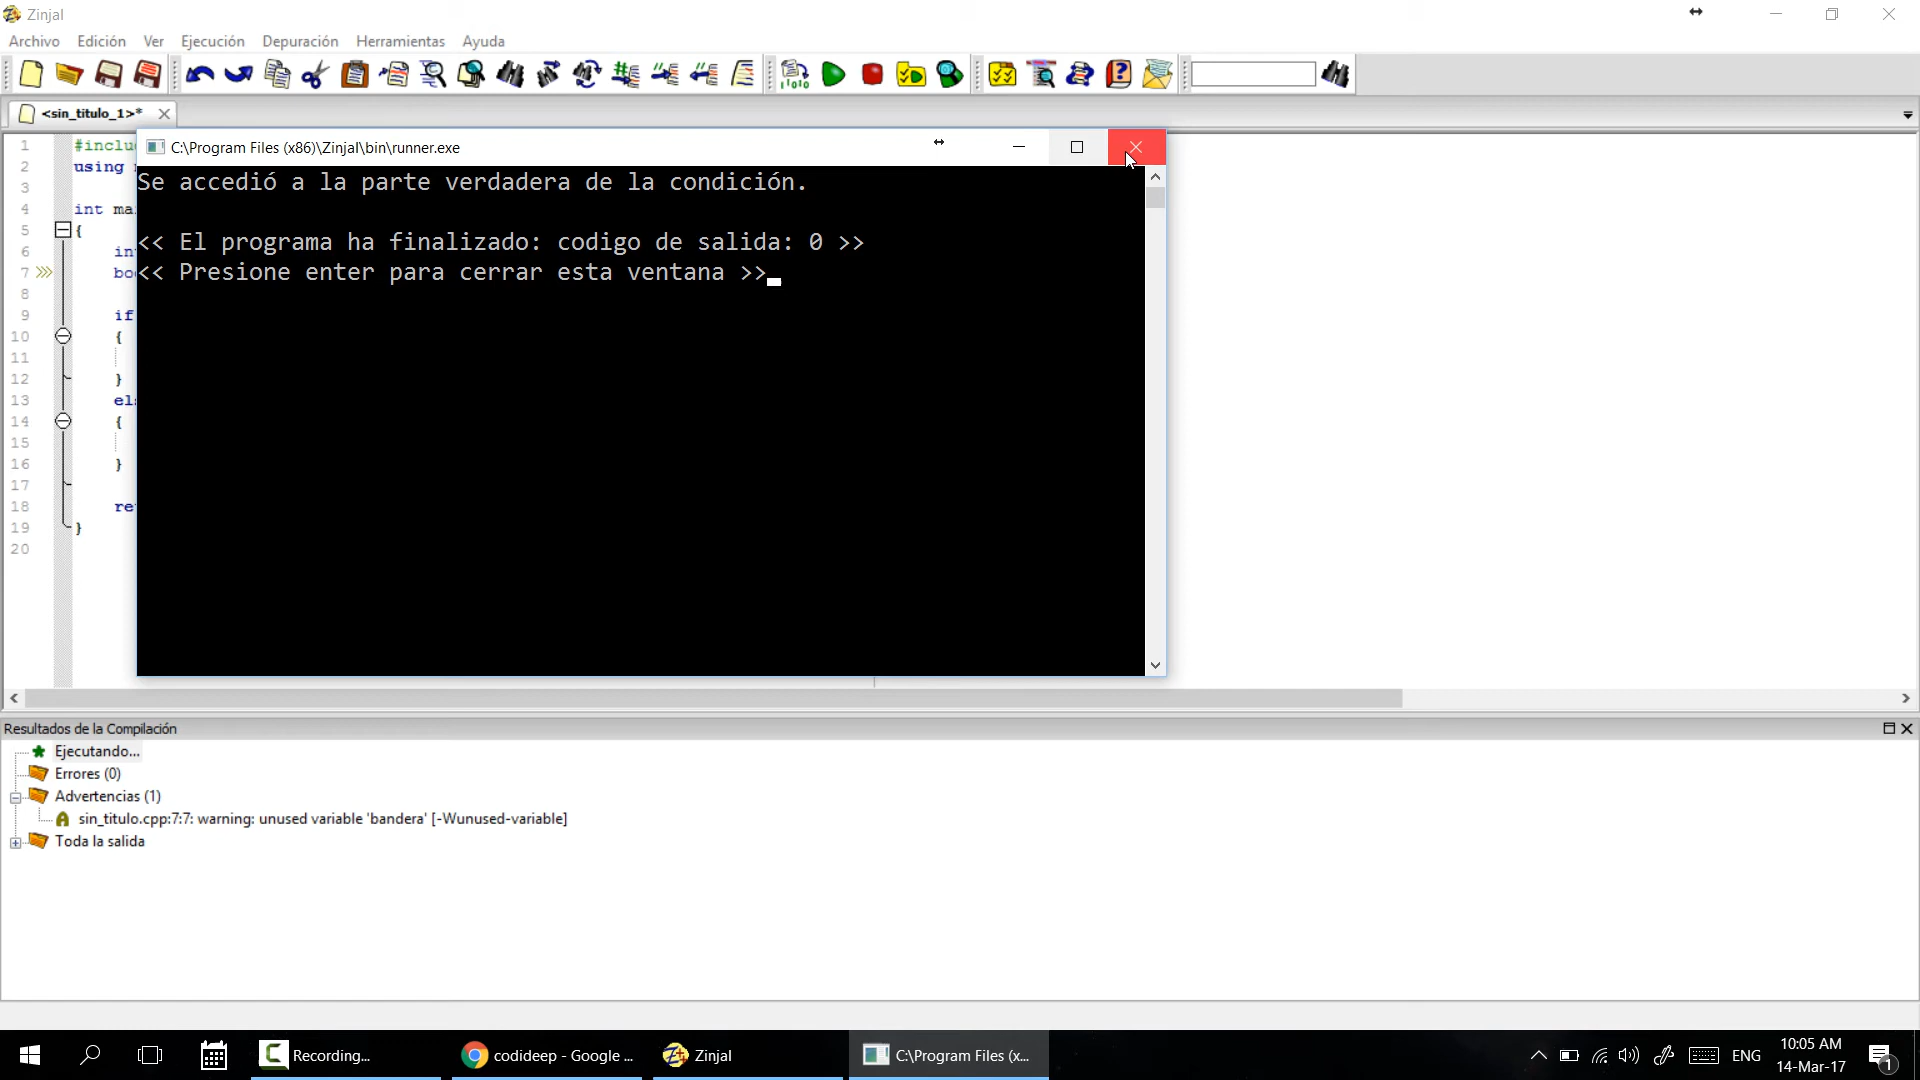 Zinjal
Archivo Edición Ver Ejecución Depuración Herramientas Ayuda
<sin_titulo_1>*
C:\Program Files (x86)\Zinjal\bin\runner.exe
Se accedió a la parte verdadera de la condición.
<< El programa ha finalizado: codigo de salida: 0 >>
<< Presione enter para cerrar esta ventana >>
1 #inclu
2 using
3
4 int ma
5 {
6 in
7 bo
8
9 if
10 {
11
12 }
13 els
14 {
15
16 }
17
18 re
19 }
20
Resultados de la Compilación
Ejecutando...
Errores (0)
Advertencias (1)
sin_titulo.cpp:7:7: warning: unused variable 'bandera' [-Wunused-variable]
Toda la salida
Recording...
codideep - Google ...
Zinjal
C:\Program Files (x...
ENG
10:05 AM
14-Mar-17
1